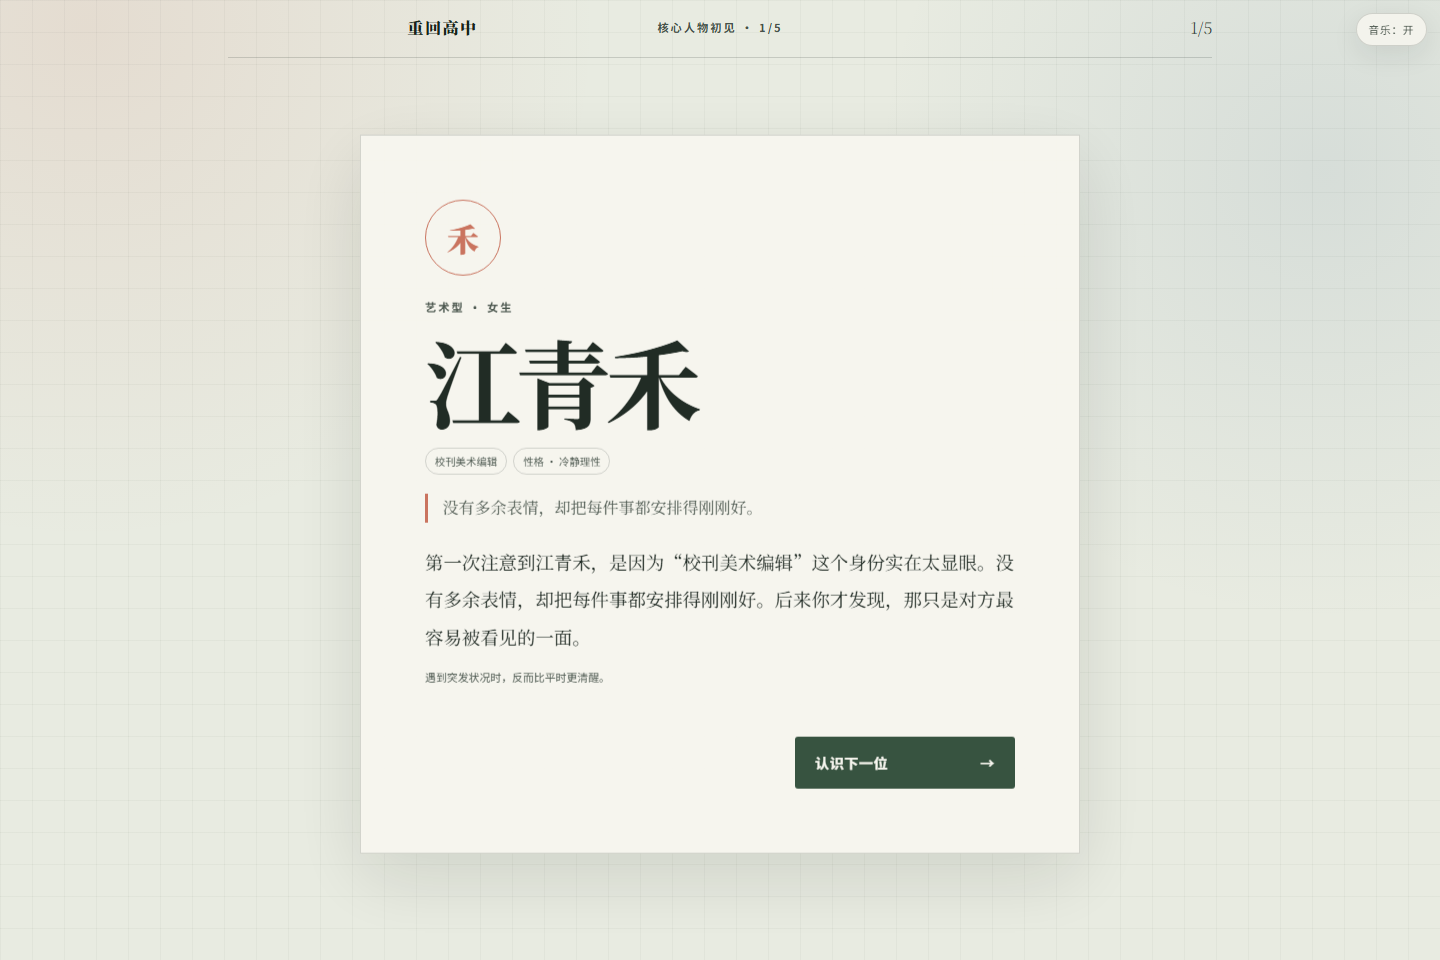 重回高中
核心人物初见 · 1/5
1/5
音乐：开
禾
艺术型 · 女生
江青禾
校刊美术编辑
性格 · 冷静理性
没有多余表情，却把每件事都安排得刚刚好。
第一次注意到江青禾，是因为“校刊美术编辑”这个身份实在太显眼。没
有多余表情，却把每件事都安排得刚刚好。后来你才发现，那只是对方最
容易被看见的一面。
遇到突发状况时，反而比平时更清醒。
认识下一位 →